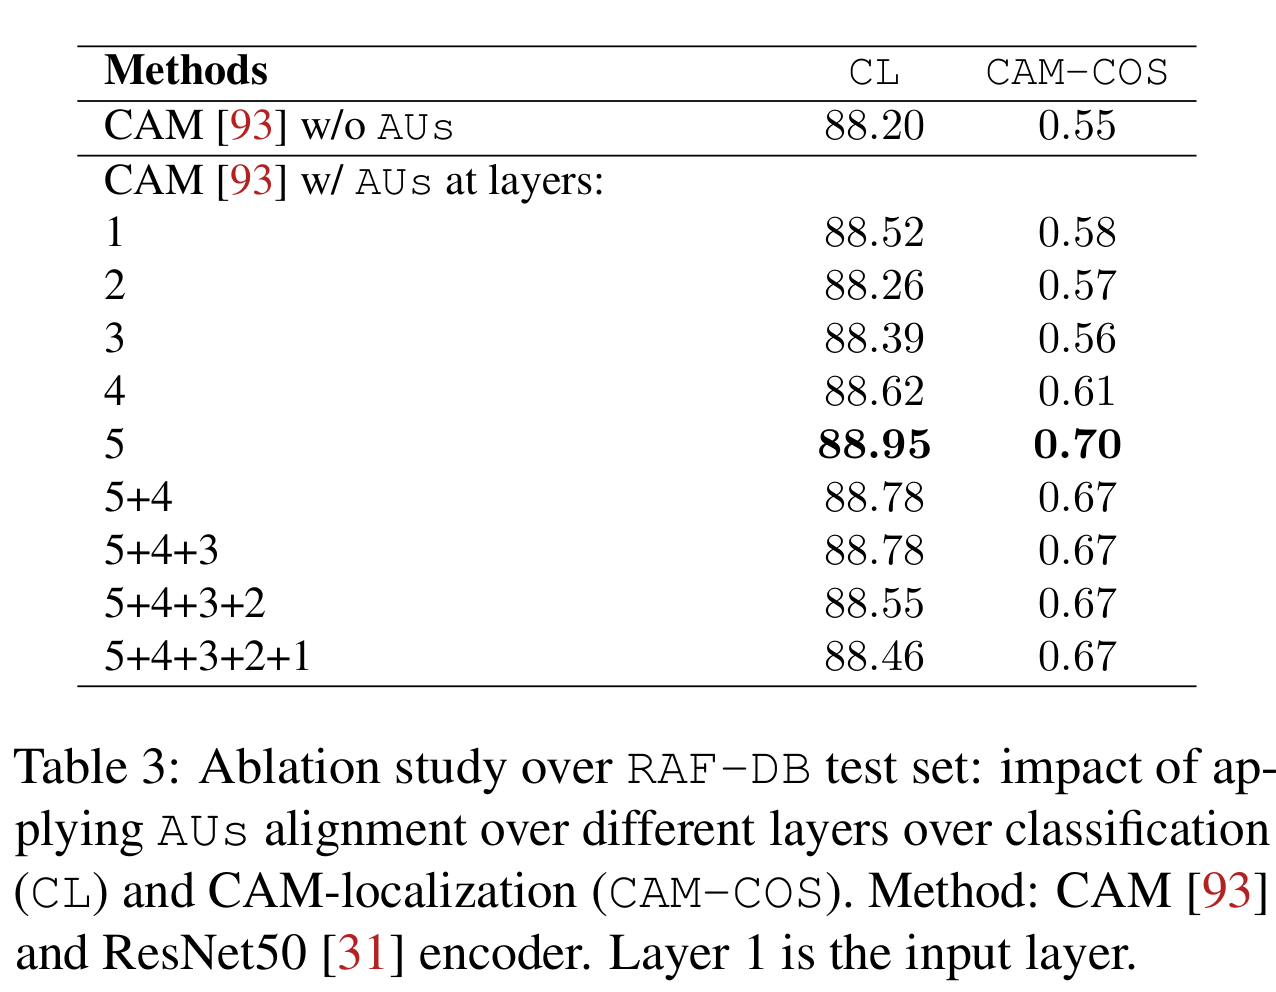 Methods CL CAM-COS
CAM [93] w/o AUs 88.20 0.55
CAM [93] w/ AUs at layers:
1 88.52 0.58
2 88.26 0.57
3 88.39 0.56
4 88.62 0.61
5 88.95 0.70
5+4 88.78 0.67
5+4+3 88.78 0.67
5+4+3+2 88.55 0.67
5+4+3+2+1 88.46 0.67
Table 3: Ablation study over RAF-DB test set: impact of ap-
plying AUs alignment over different layers over classification
(CL) and CAM-localization (CAM-COS). Method: CAM [93]
and ResNet50 [31] encoder. Layer 1 is the input layer.